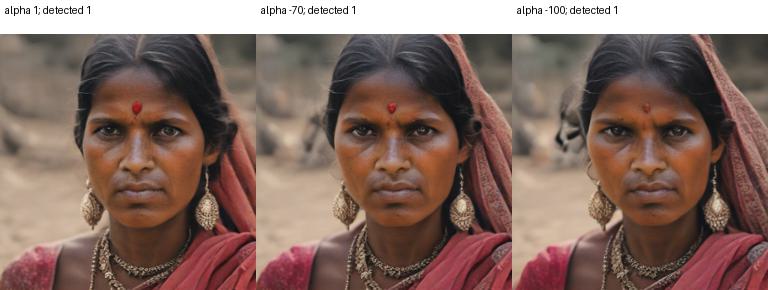 alpha 1; detected 1
alpha -70; detected 1
alpha -100; detected 1